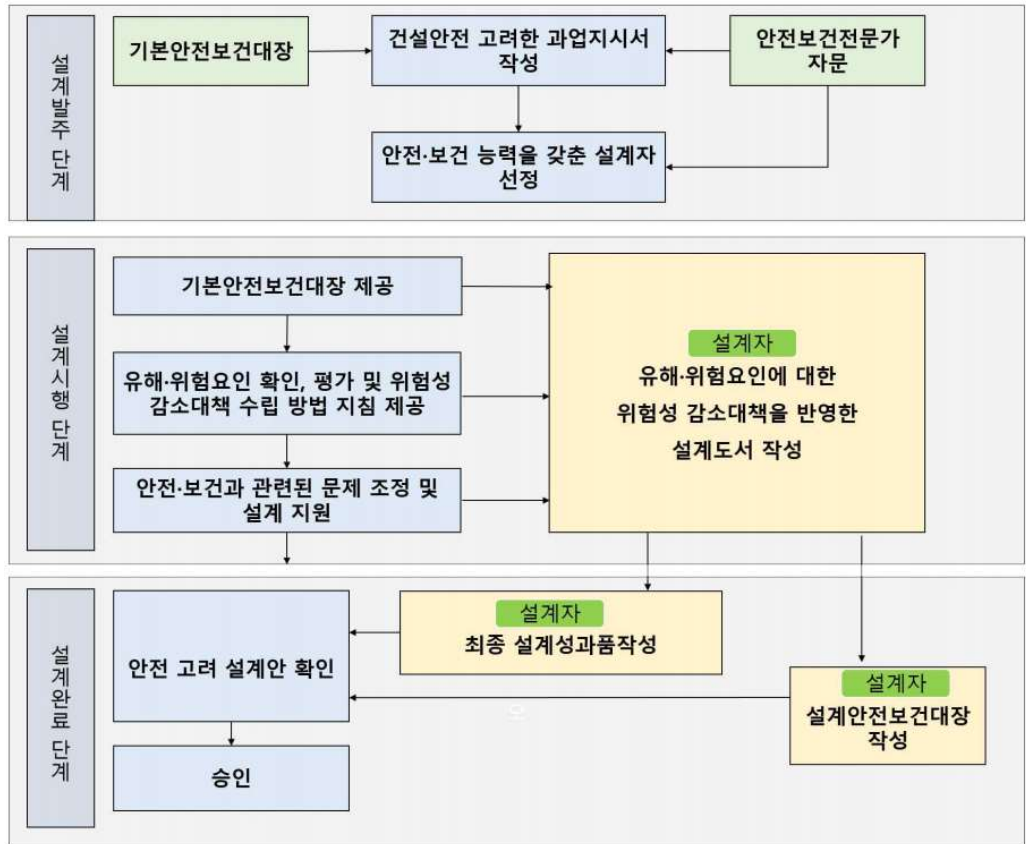 설계발주 단계
기본안전보건대장
건설안전 고려한 과업지시서
작성
안전보건전문가
자문
안전·보건 능력을 갖춘 설계자
선정
설계시행 단계
기본안전보건대장 제공
유해·위험요인 확인, 평가 및 위험성
감소대책 수립 방법 지침 제공
안전·보건과 관련된 문제 조정 및
설계 지원
설계자
유해·위험요인에 대한
위험성 감소대책을 반영한
설계도서 작성
설계완료 단계
안전 고려 설계안 확인
승인
설계자
최종 설계성과품작성
오
설계자
설계안전보건대장
작성